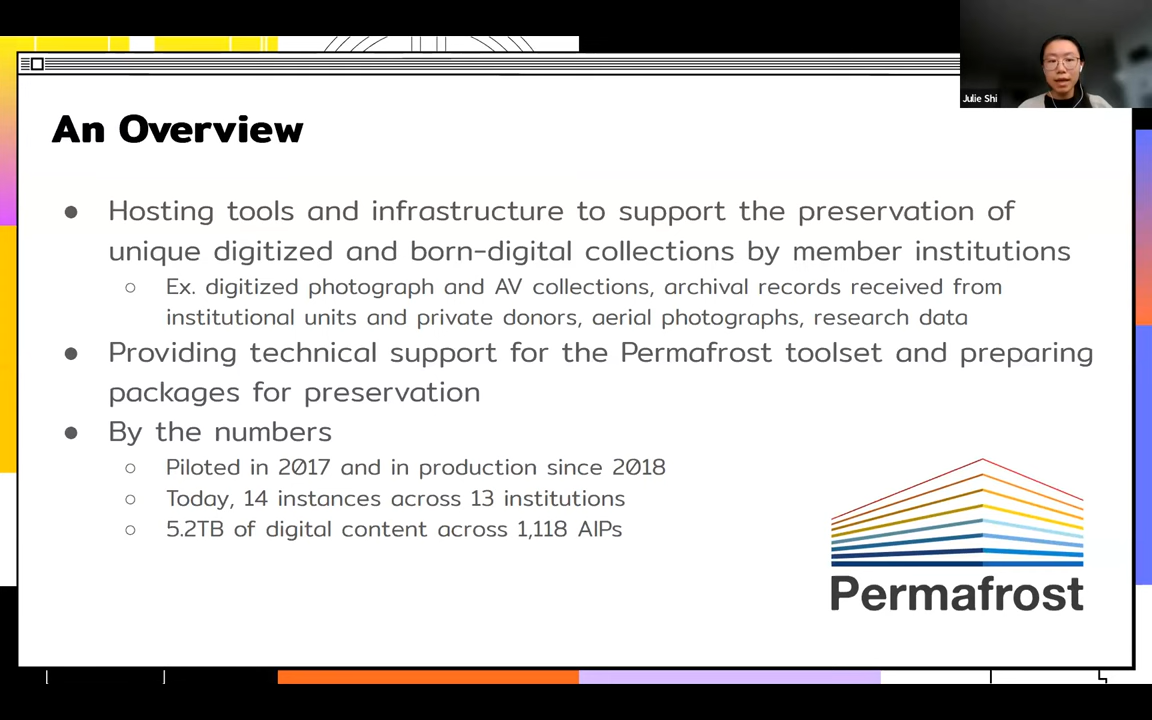 Julie Shi
An Overview
● Hosting tools and infrastructure to support the preservation of
unique digitized and born-digital collections by member institutions
○ Ex. digitized photograph and AV collections, archival records received from
institutional units and private donors, aerial photographs, research data
● Providing technical support for the Permafrost toolset and preparing
packages for preservation
● By the numbers
○ Piloted in 2017 and in production since 2018
○ Today, 14 instances across 13 institutions
○ 5.2TB of digital content across 1,118 AIPs
Permafrost